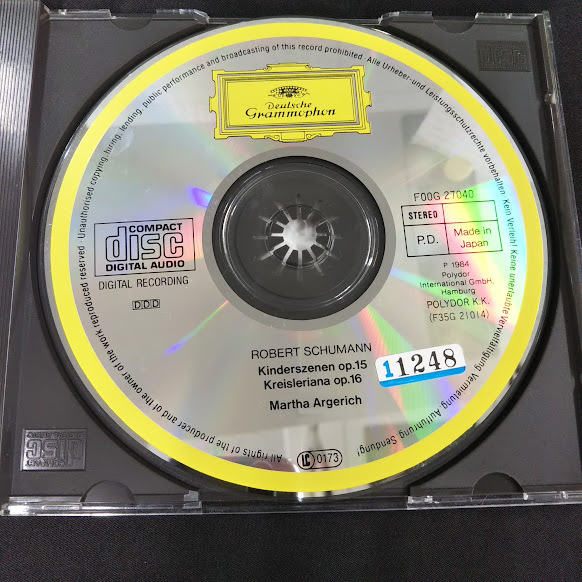 Deutsche
Grammophon
· Unauthorised copying, hiring, lending, public performance and broadcasting of this record prohibited · Alle Urheber- und Leistungsschutzrechte vorbehalten. Kein Verleih! Keine unerlaubte Vervielfältigung, Vermietung, Aufführung, Sendung!
All rights of the producer and of the owner of the work reproduced reserved
COMPACT
disc
DIGITAL AUDIO
DIGITAL RECORDING
DDD
F00G 27040
STEREO
P.D.
Made in
Japan
P 1984
Polydor
International GmbH,
Hamburg
POLYDOR K.K.
(F35G 21014)
ROBERT SCHUMANN
Kinderszenen op.15
Kreisleriana op.16
Martha Argerich
11248
LC 0173
COMPACT
disc